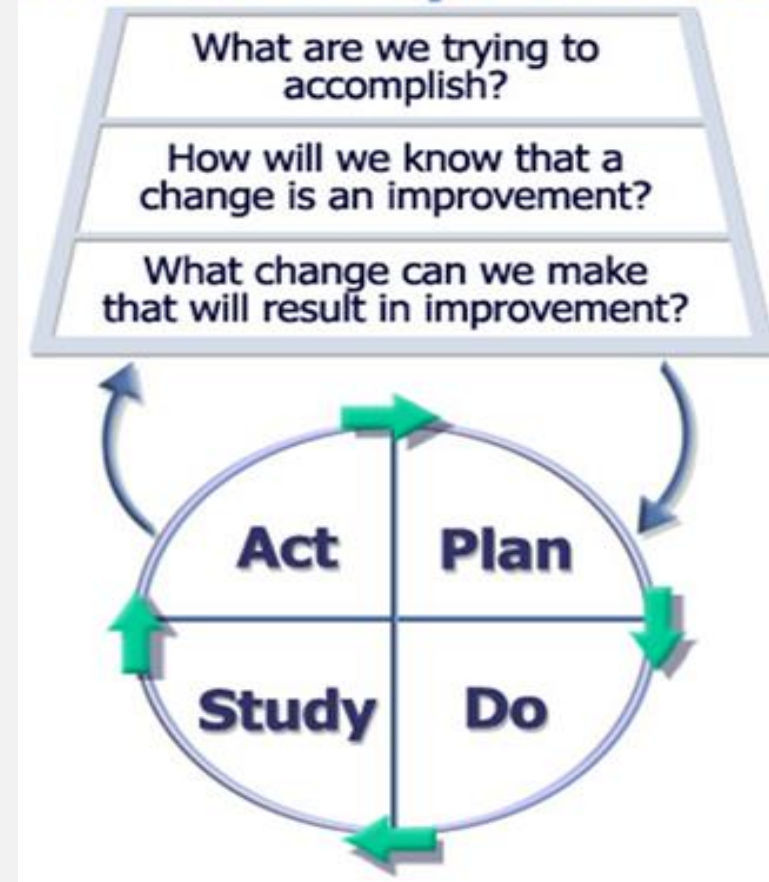 What are we trying to
accomplish?
How will we know that a
change is an improvement?
What change can we make
that will result in improvement?
Act
Plan
Study
Do